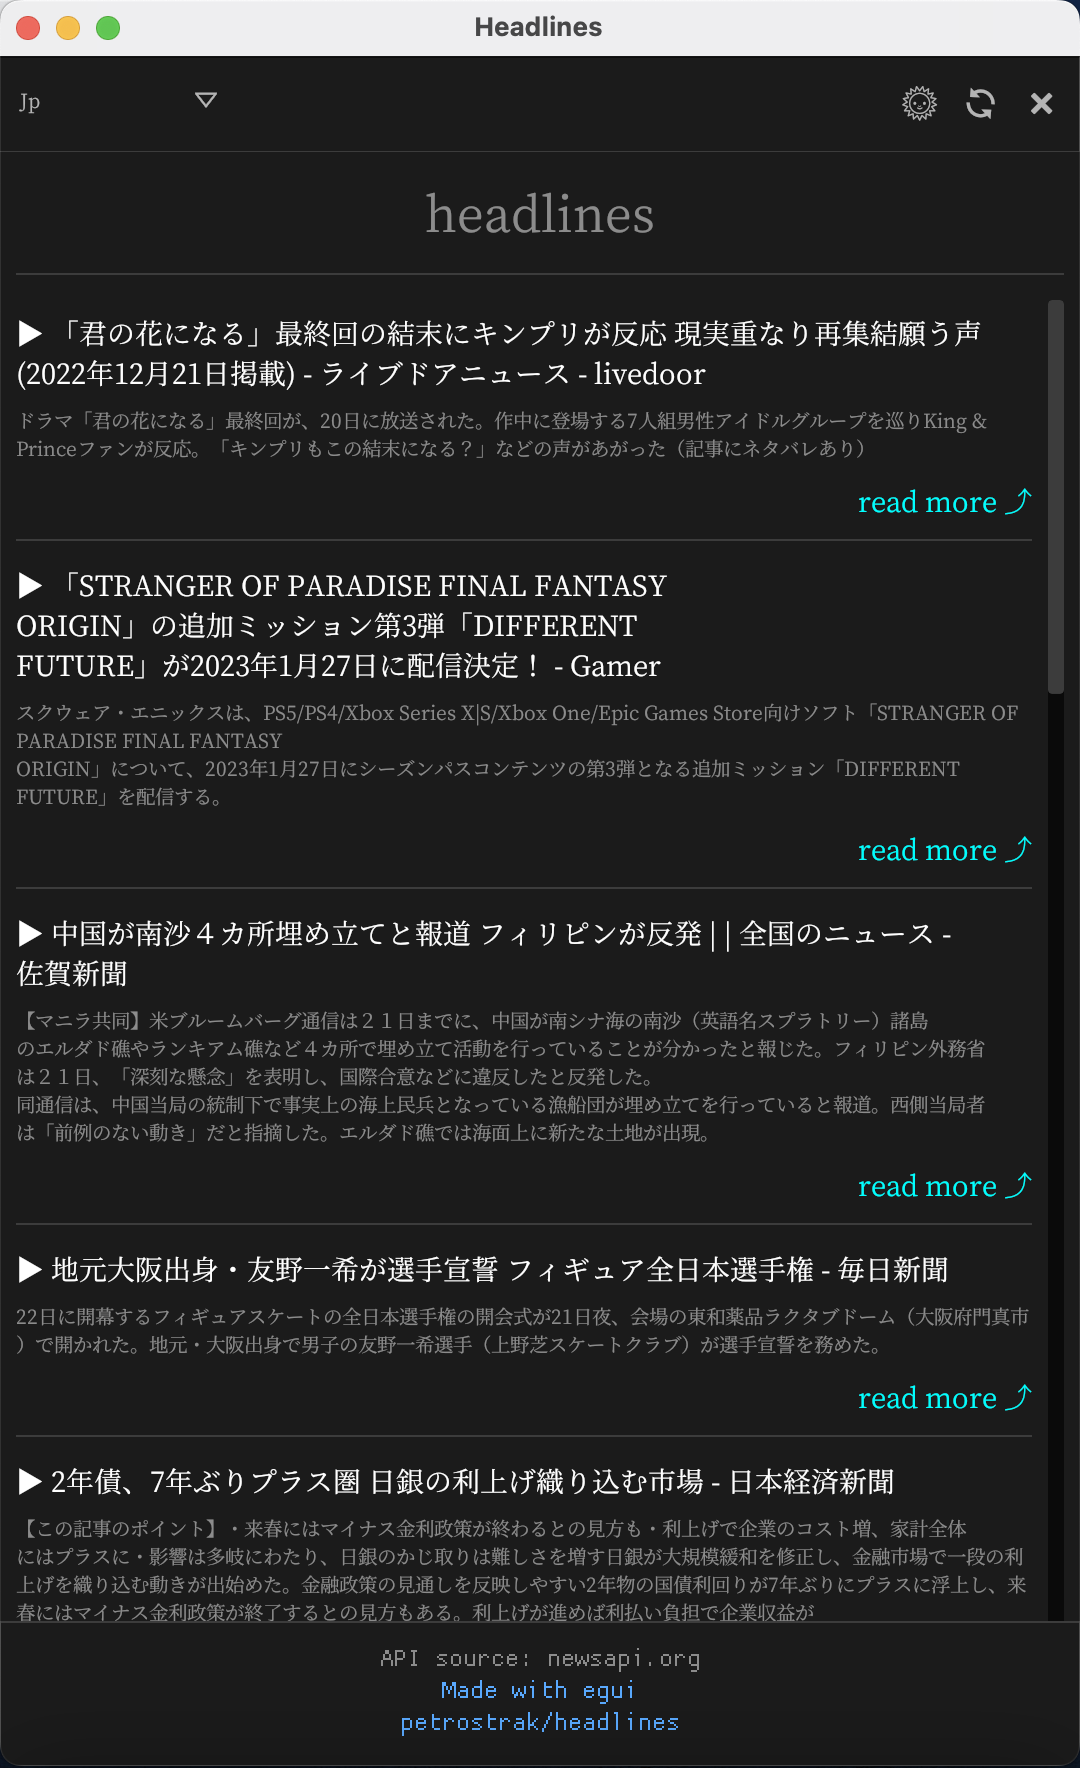 Headlines
Jp
headlines
▶ 「君の花になる」最終回の結末にキンプリが反応 現実重なり再集結願う声
(2022年12月21日掲載) - ライブドアニュース - livedoor
ドラマ「君の花になる」最終回が、20日に放送された。作中に登場する7人組男性アイドルグループを巡りKing &
Princeファンが反応。「キンプリもこの結末になる？」などの声があがった（記事にネタバレあり）
read more ⤴
▶ 「STRANGER OF PARADISE FINAL FANTASY
ORIGIN」の追加ミッション第3弾「DIFFERENT
FUTURE」が2023年1月27日に配信決定！ - Gamer
スクウェア・エニックスは、PS5/PS4/Xbox Series X|S/Xbox One/Epic Games Store向けソフト「STRANGER OF
PARADISE FINAL FANTASY
ORIGIN」について、2023年1月27日にシーズンパスコンテンツの第3弾となる追加ミッション「DIFFERENT
FUTURE」を配信する。
read more ⤴
▶ 中国が南沙４カ所埋め立てと報道 フィリピンが反発 | | 全国のニュース -
佐賀新聞
【マニラ共同】米ブルームバーグ通信は２１日までに、中国が南シナ海の南沙（英語名スプラトリー）諸島
のエルダド礁やランキアム礁など４カ所で埋め立て活動を行っていることが分かったと報じた。フィリピン外務省
は２１日、「深刻な懸念」を表明し、国際合意などに違反したと反発した。
同通信は、中国当局の統制下で事実上の海上民兵となっている漁船団が埋め立てを行っていると報道。西側当局者
は「前例のない動き」だと指摘した。エルダド礁では海面上に新たな土地が出現。
read more ⤴
▶ 地元大阪出身・友野一希が選手宣誓 フィギュア全日本選手権 - 毎日新聞
22日に開幕するフィギュアスケートの全日本選手権の開会式が21日夜、会場の東和薬品ラクタブドーム（大阪府門真市
）で開かれた。地元・大阪出身で男子の友野一希選手（上野芝スケートクラブ）が選手宣誓を務めた。
read more ⤴
▶ 2年債、7年ぶりプラス圏 日銀の利上げ織り込む市場 - 日本経済新聞
【この記事のポイント】・来春にはマイナス金利政策が終わるとの見方も・利上げで企業のコスト増、家計全体
にはプラスに・影響は多岐にわたり、日銀のかじ取りは難しさを増す日銀が大規模緩和を修正し、金融市場で一段の利
上げを織り込む動きが出始めた。金融政策の見通しを反映しやすい2年物の国債利回りが7年ぶりにプラスに浮上し、来
春にはマイナス金利政策が終了するとの見方もある。利上げが進めば利払い負担で企業収益が
API source: newsapi.org
Made with egui
petrostrak/headlines